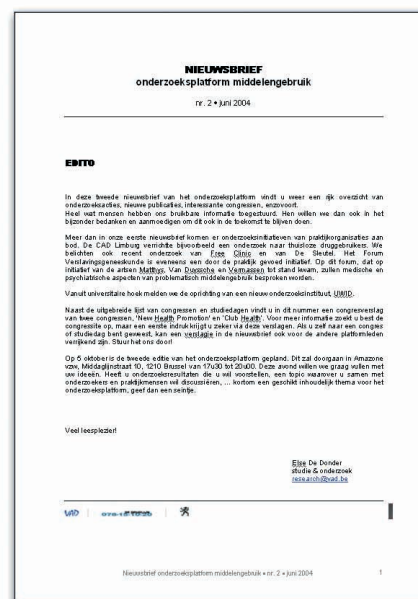 NIEUWSBRIEF
onderzoeksplatform middelengebruik
nr. 2 • juni 2004
EDITO
In deze tweede nieuwsbrief van het onderzoeksplatform vindt u weer een rijk overzicht van
onderzoeksacties, nieuwe publicaties, interessante congressen, enzovoort.
Heel wat mensen hebben ons bruikbare informatie toegestuurd. Hen willen we dan ook in het
bijzonder bedanken en aanmoedigen om dit ook in de toekomst te blijven doen.
Meer dan in onze eerste nieuwsbrief komen er onderzoeksinitiatieven van praktijkorganisaties aan
bod. De CAD Limburg verrichtte bijvoorbeeld een onderzoek naar thuisloze druggebruikers. We
belichten ook recent onderzoek van Free Clinic en van De Sleutel. Het Forum
Verslavingsgeneeskunde is eveneens een door de praktijk gevoed initiatief. Op dit forum, dat op
initiatief van de artsen Matthys, Van Duyssche en Vermassen tot stand kwam, zullen medische en
psychiatrische aspecten van problematisch middelengebruik besproken worden.
Vanuit universitaire hoek melden we de oprichting van een nieuw onderzoeksinstituut, UWID.
Naast de uitgebreide lijst van congressen en studiedagen vindt u in dit nummer een congresverslag
van twee congressen, 'New Health Promotion' en 'Club Health'. Voor meer informatie zoekt u best de
congressite op, maar een eerste indruk krijgt u zeker via deze verslagen. Als u zelf naar een congres
of studiedag bent geweest, kan een verslagje in de nieuwsbrief ook voor de andere platformleden
verrijkend zijn. Stuur het ons door!
Op 5 oktober is de tweede editie van het onderzoeksplatform gepland. Dit zal doorgaan in Amazone
vzw, Middaglijnstraat 10, 1210 Brussel van 17u30 tot 20u00. Deze avond willen we graag vullen met
uw ideeën. Heeft u onderzoeksresultaten die u wil voorstellen, een topic waarover u samen met
onderzoekers en praktijkmensen wil discussiëren, ... kortom een geschikt inhoudelijk thema voor het
onderzoeksplatform, geef dan een seintje.
Veel leesplezier!
Else De Donder
studie & onderzoek
research@vad.be
VAD
Nieuwsbrief onderzoeksplatform middelengebruik • nr. 2 • juni 2004 1